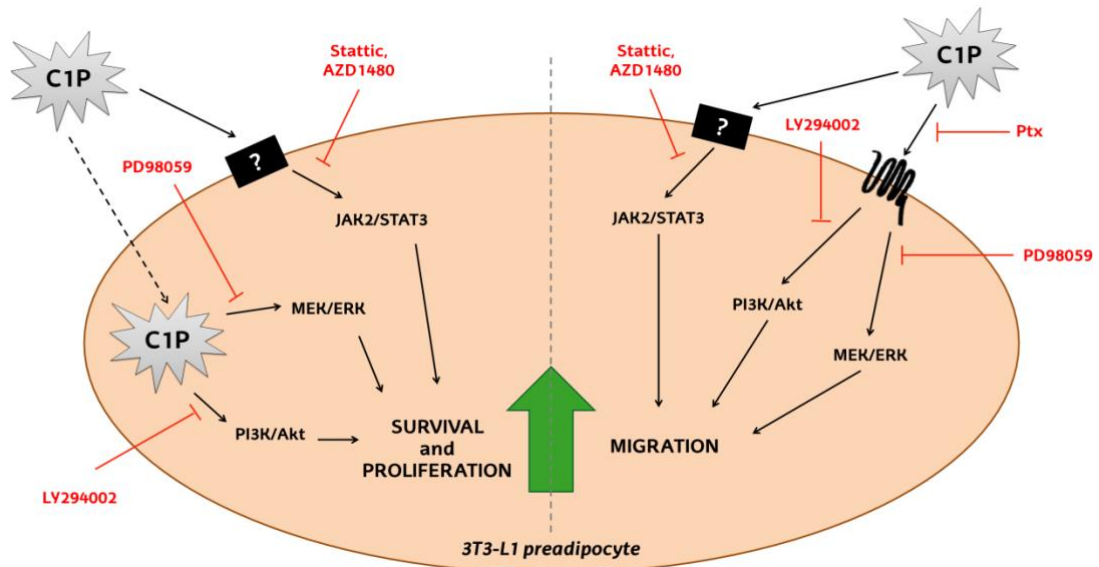 C1P
Stattic,
AZD1480
PD98059
?
JAK2/STAT3
C1P
MEK/ERK
PI3K/Akt
SURVIVAL
and
PROLIFERATION
LY294002
Stattic,
AZD1480
C1P
LY294002
Ptx
?
JAK2/STAT3
PD98059
PI3K/Akt
MEK/ERK
MIGRATION
3T3-L1 preadipocyte